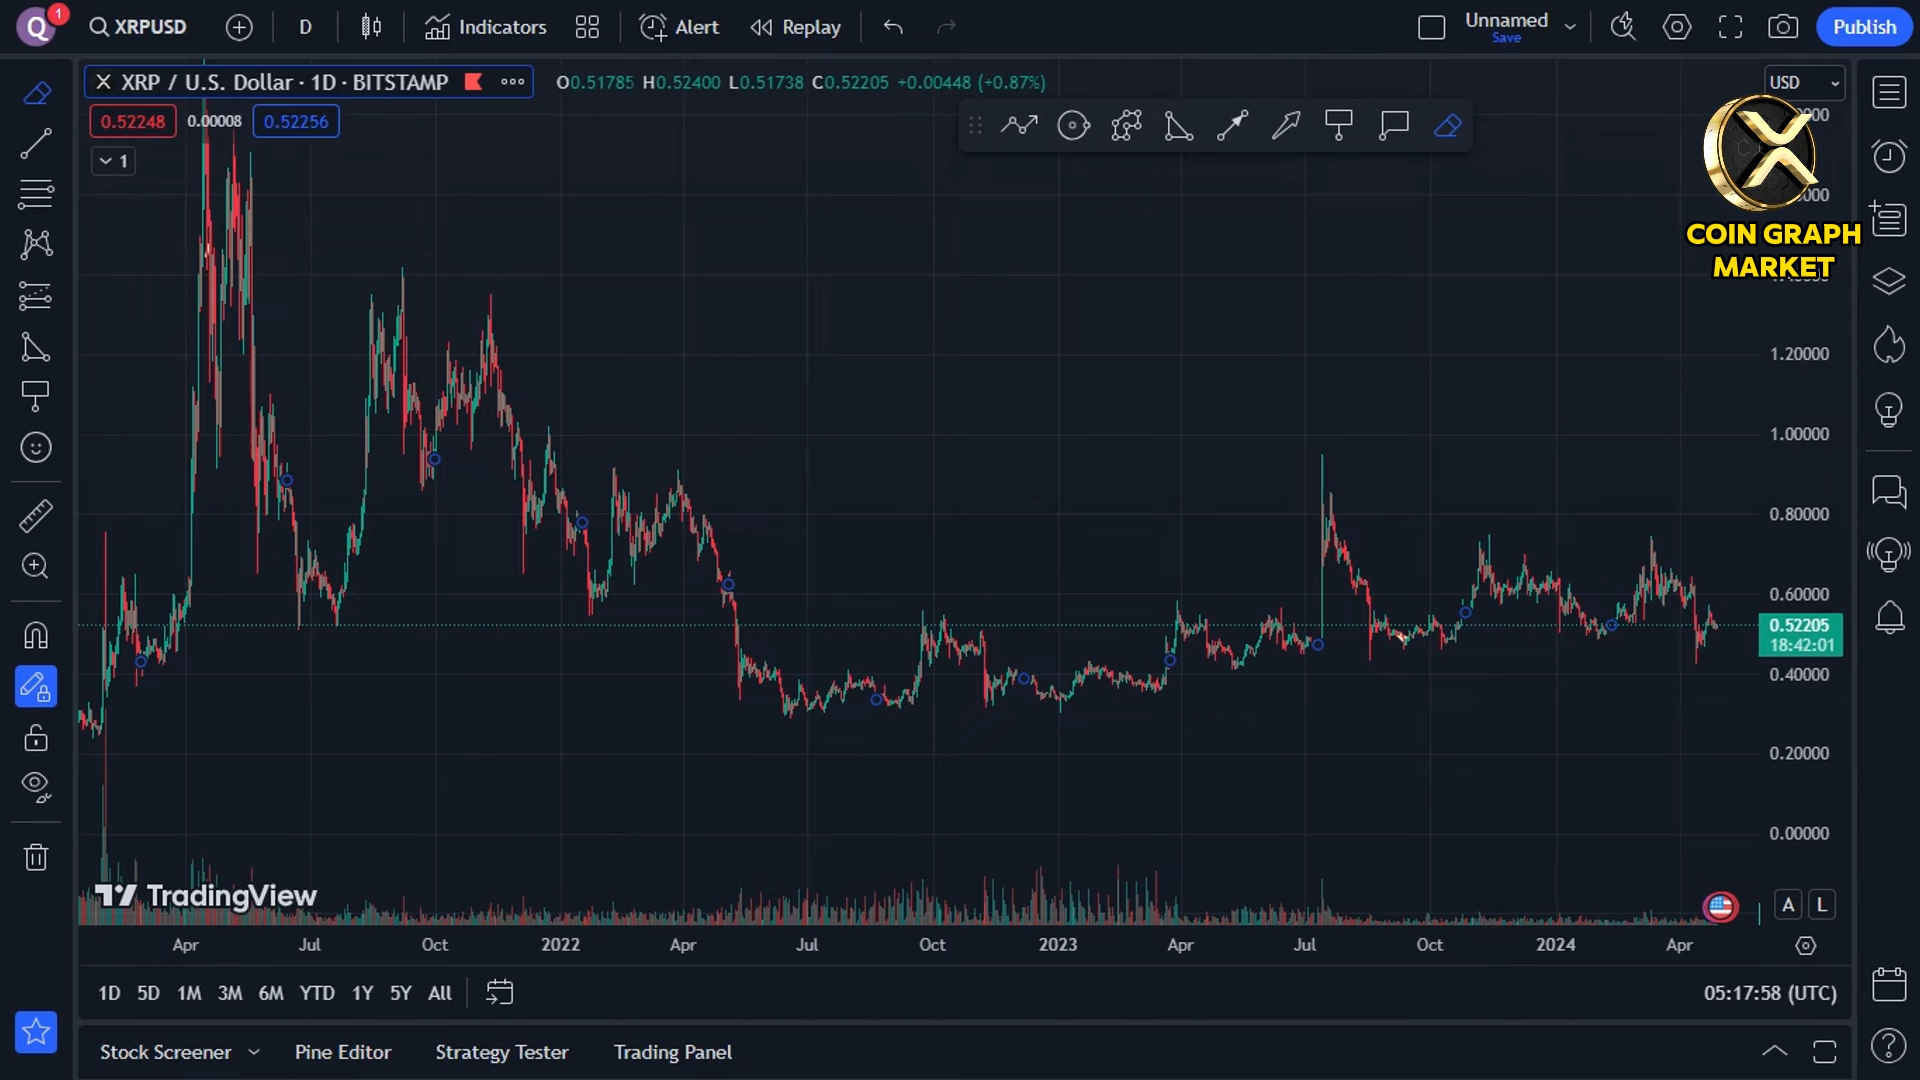 Q
1
XRPUSD
D
Indicators
Alert
Replay
Unnamed
Save
Publish
XRP / U.S. Dollar · 1D · BITSTAMP
O0.51785 H0.52400 L0.51738 C0.52205 +0.00448 (+0.87%)
USD
0.52248
0.00008
0.52256
1
COIN GRAPH
MARKET
1.20000
1.00000
0.80000
0.60000
0.52205
18:42:01
0.40000
0.20000
0.00000
TradingView
A
L
Apr
Jul
Oct
2022
Apr
Jul
Oct
2023
Apr
Jul
Oct
2024
Apr
1D
5D
1M
3M
6M
YTD
1Y
5Y
All
05:17:58 (UTC)
Stock Screener
Pine Editor
Strategy Tester
Trading Panel